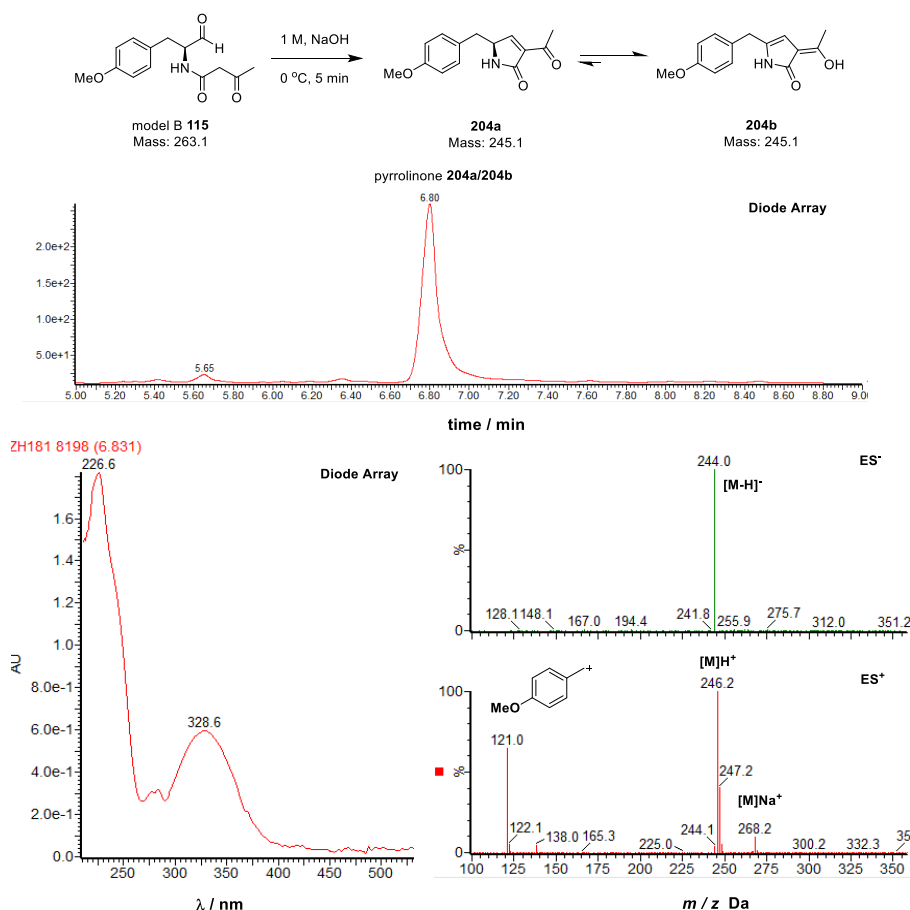 O
H
HN
MeO
O
O
1 M, NaOH
0 °C, 5 min
MeO
HN
O
O
MeO
HN
O
OH
model B 115
Mass: 263.1
204a
Mass: 245.1
204b
Mass: 245.1
pyrrolinone 204a/204b
Diode Array
6.80
2.0e+2
1.5e+2
1.0e+2
5.0e+1
5.65
5.00 5.20 5.40 5.60 5.80 6.00 6.20 6.40 6.60 6.80 7.00 7.20 7.40 7.60 7.80 8.00 8.20 8.40 8.60 8.80 9.0
time / min
ZH181 8198 (6.831)
226.6
Diode Array
1.6
1.4
1.2
1.0
8.0e-1
6.0e-1
4.0e-1
2.0e-1
0.0
AU
328.6
250 300 350 400 450 500
λ / nm
100
%
0
244.0
ES-
[M-H]-
128.1 148.1 167.0 194.4 241.8 255.9 275.7 312.0 351.2
[M]H+
246.2
ES+
100
%
0
MeO
+
121.0
247.2
[M]Na+
122.1 138.0 165.3 225.0 244.1 268.2 300.2 332.3 35
100 150 200 250 300 350
m/z Da